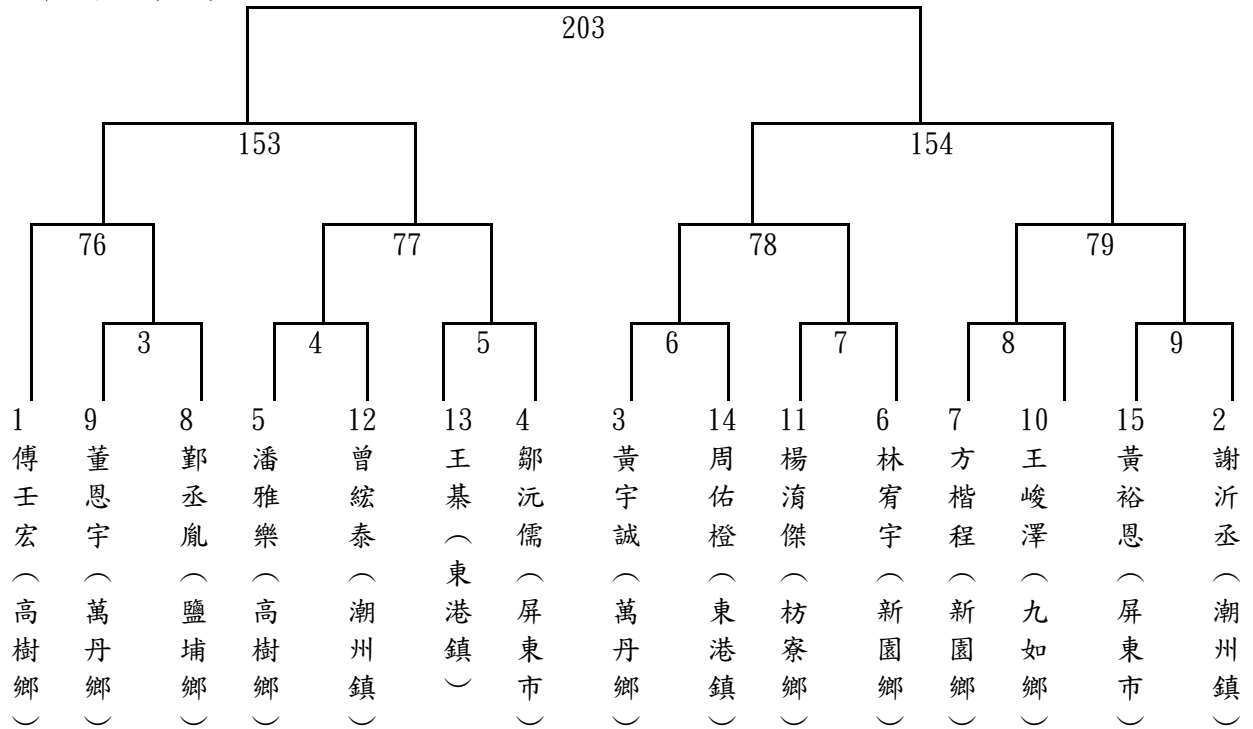 203
153
154
76
77
78
79
3
4
5
6
7
8
9
1 傅壬宏（高樹鄉）
9 董恩宇（萬丹鄉）
8 鄞丞胤（鹽埔鄉）
5 潘雅樂（高樹鄉）
12 曾綋泰（潮州鎮）
13 王綦（東港鎮）
4 鄒沅儒（屏東市）
3 黃宇誠（萬丹鄉）
14 周佑橙（東港鎮）
11 楊淯傑（枋寮鄉）
6 林宥宇（新園鄉）
7 方楷程（新園鄉）
10 王峻澤（九如鄉）
15 黃裕恩（屏東市）
2 謝沂丞（潮州鎮）